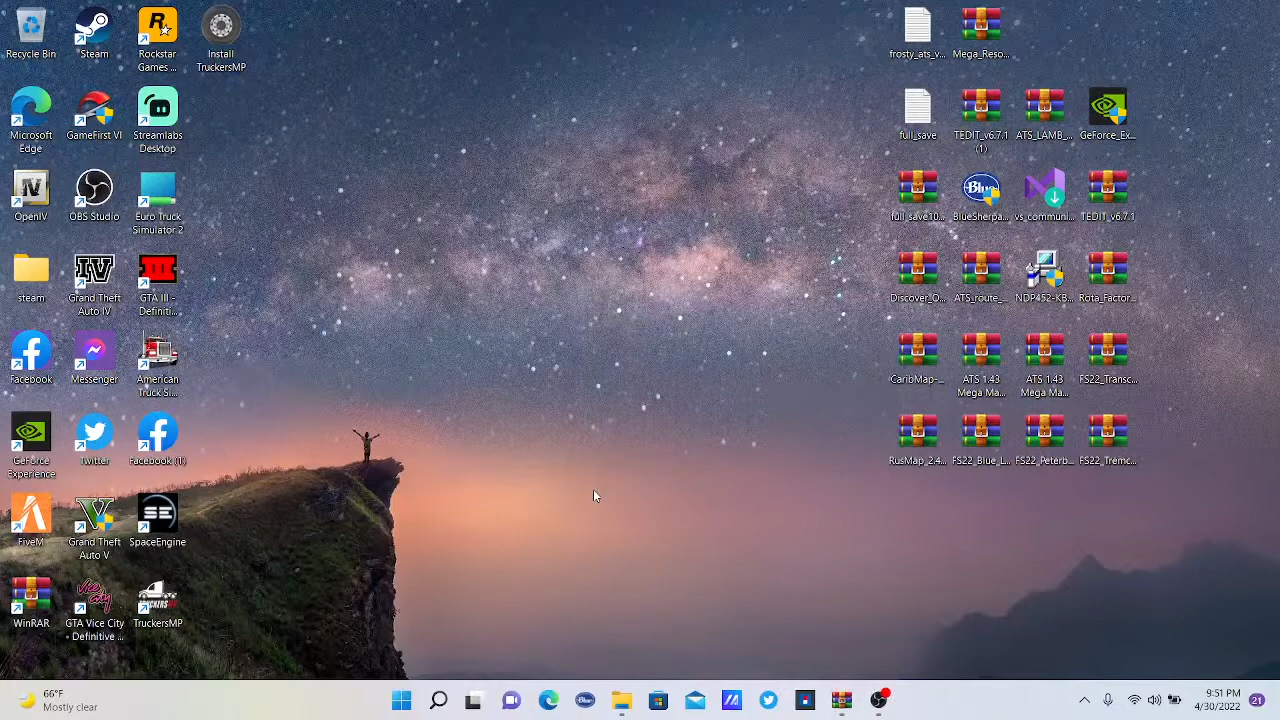 Recycle Bin
Steam
Rockstar
Games ...
TruckersMP
frosty_ats_v...
Mega_Reso...
Microsoft
Edge
GameFirst VI
Streamlabs
Desktop
full_save
TEDIT_v6.7.1
(1)
ATS_LAMB_...
GeForce_Ex...
OpenIV
OBS Studio
Euro Truck
Simulator 2
full_save10...
BlueSherpa...
vs_communi...
TEDIT_v6.7.1
steam
Grand Theft
Auto IV
GTA III -
Definiti...
Discover_O...
ATS_route_...
NDP452-KB...
Rota_Factor...
Facebook
Messenger
American
Truck Si...
CaribMap-...
ATS 1.43
Mega Ma...
ATS 1.43
Mega Ma...
FS22_Transc...
GeForce
Experience
Twitter
Facebook (1)
RusMap_2.4...
FS22_Blue_L...
FS22_Peterb...
FS22_Tremc...
FiveM
Grand Theft
Auto V
SpaceEngine
WinRAR
GTA Vice City
- Definitive ...
TruckersMP
66°F
Mostly clear
9:51 PM
4/30/2022
21